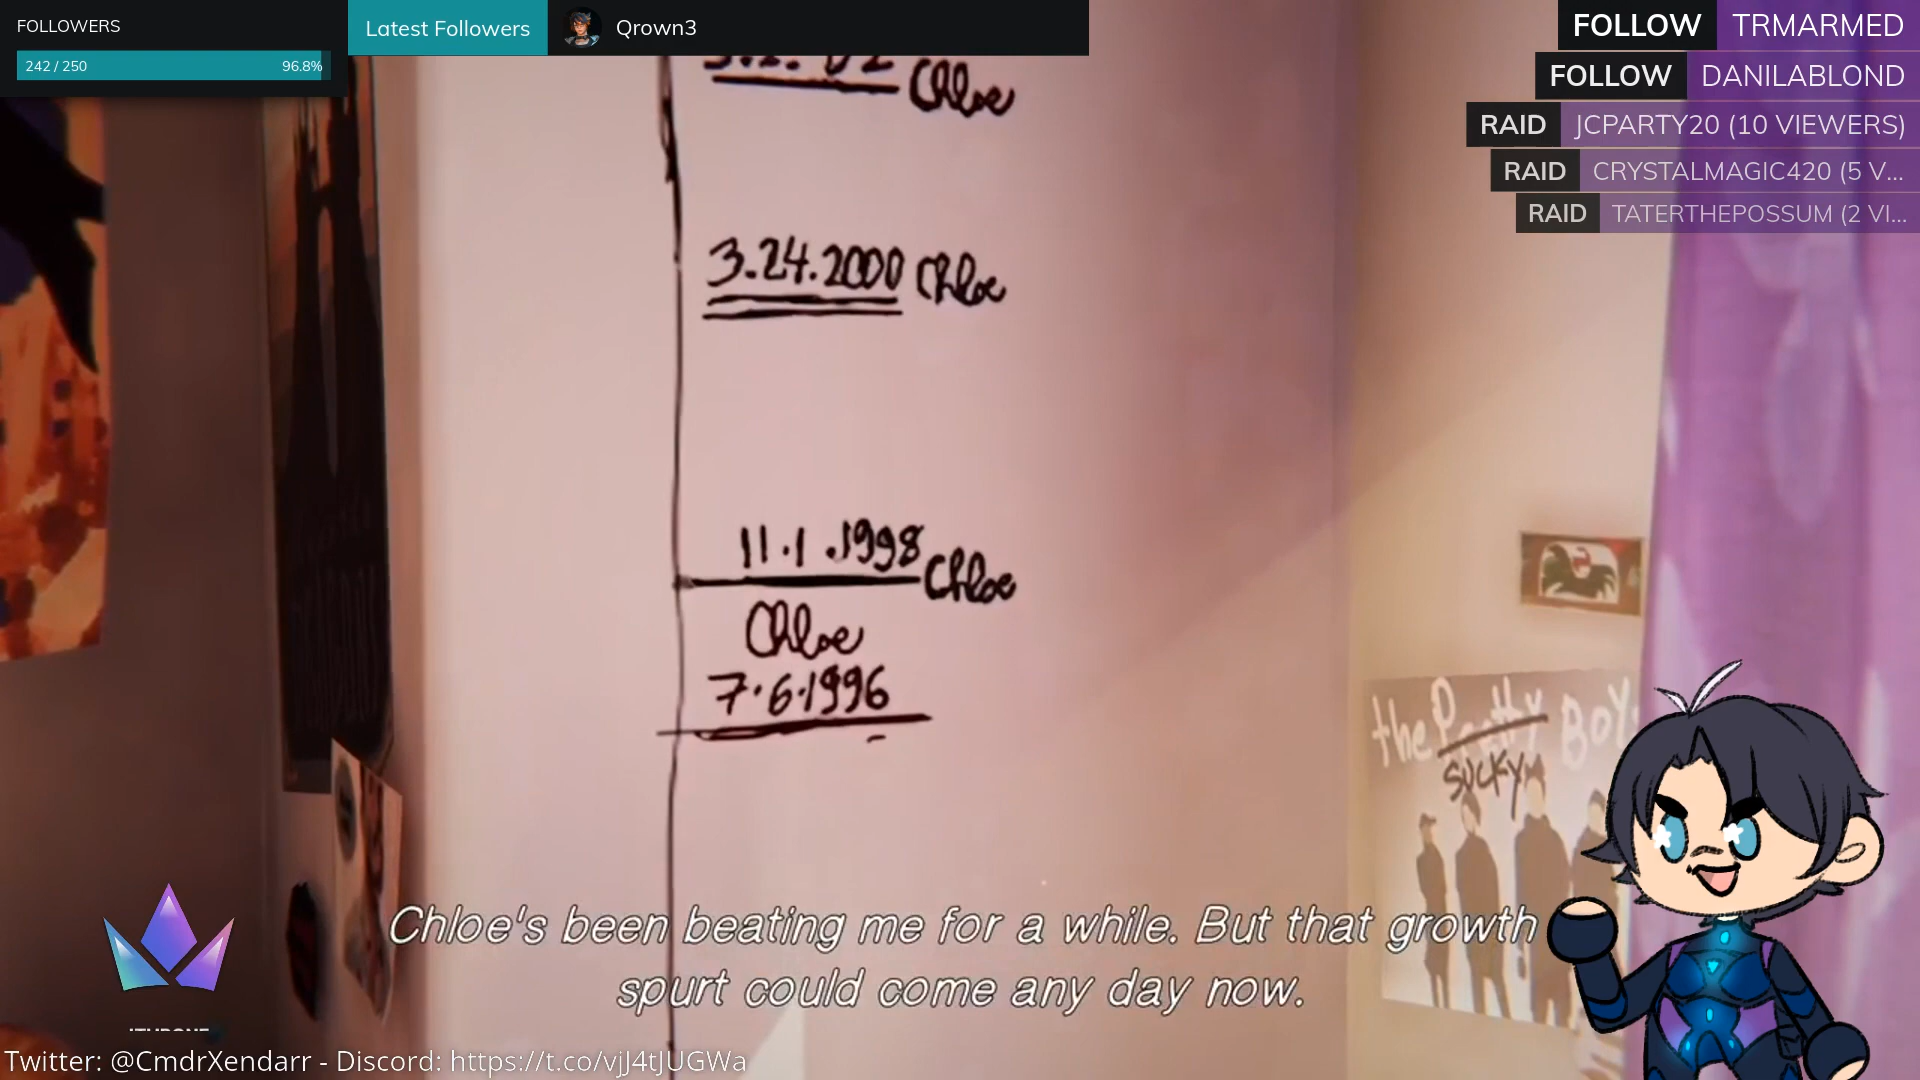 FOLLOWERS
242 / 250 96.8%
Latest Followers Qrown3
FOLLOW TRMARMED
FOLLOW DANILABLOND
RAID JCPARTY20 (10 VIEWERS)
RAID CRYSTALMAGIC420 (5 V...
RAID TATERTHEPOSSUM (2 VI...
Chloe
3.24.2000 Chloe
11.1.1998 Chloe
Chloe
7.6.1996
the Pretty Boys
SUCKY
Chloe's been beating me for a while. But that growth
spurt could come any day now.
Twitter: @CmdrXendarr - Discord: https://t.co/vjJ4tJUGWa